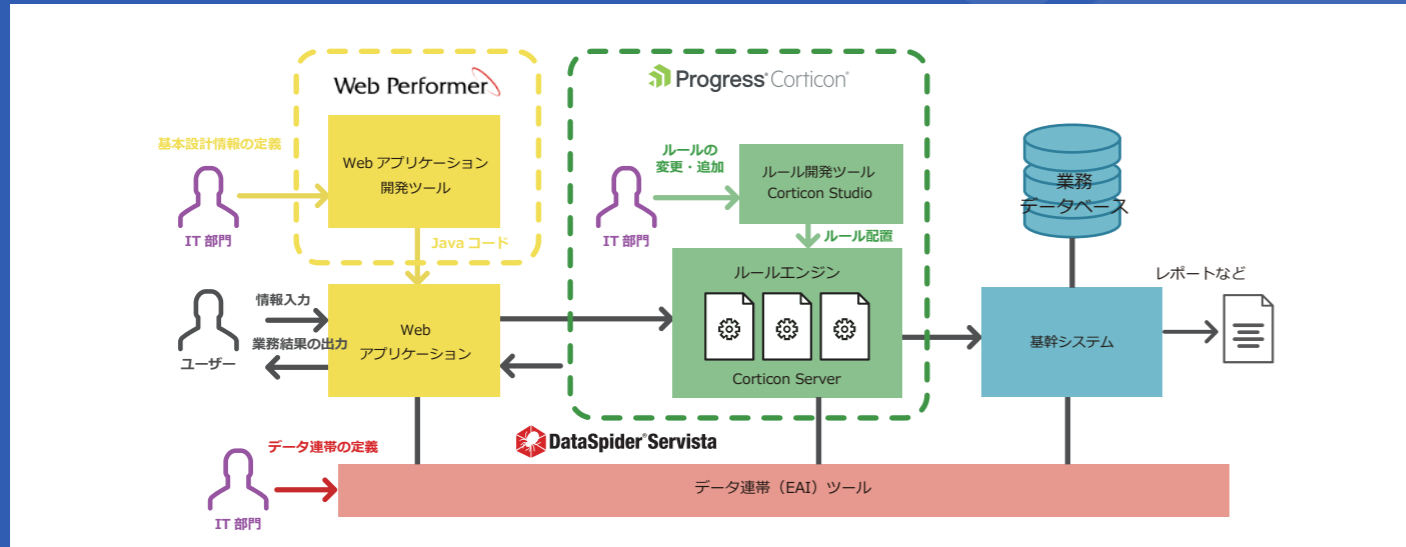 Web Performer
Progress® Corticon®
基本設計情報の定義
Web アプリケーション
開発ツール
IT 部門
Java コード
ルールの
変更・追加
ルール開発ツール
Corticon Studio
IT 部門
ルール配置
業務
データベース
情報入力
業務結果の出力
ユーザー
Web
アプリケーション
ルールエンジン
Corticon Server
基幹システム
レポートなど
DataSpider® Servista
データ連帯の定義
IT 部門
データ連帯（EAI）ツール